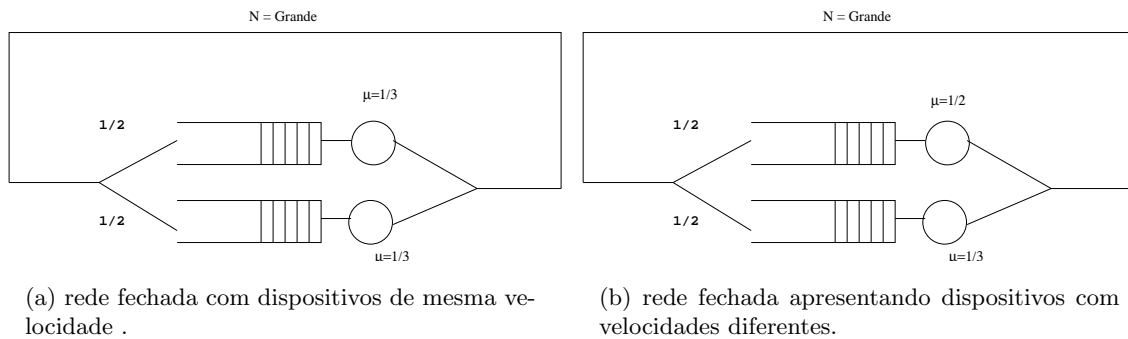 N = Grande
μ=1/3
1/2
1/2
μ=1/3
(a) rede fechada com dispositivos de mesma ve-
locidade .
N = Grande
μ=1/2
1/2
1/2
μ=1/3
(b) rede fechada apresentando dispositivos com
velocidades diferentes.